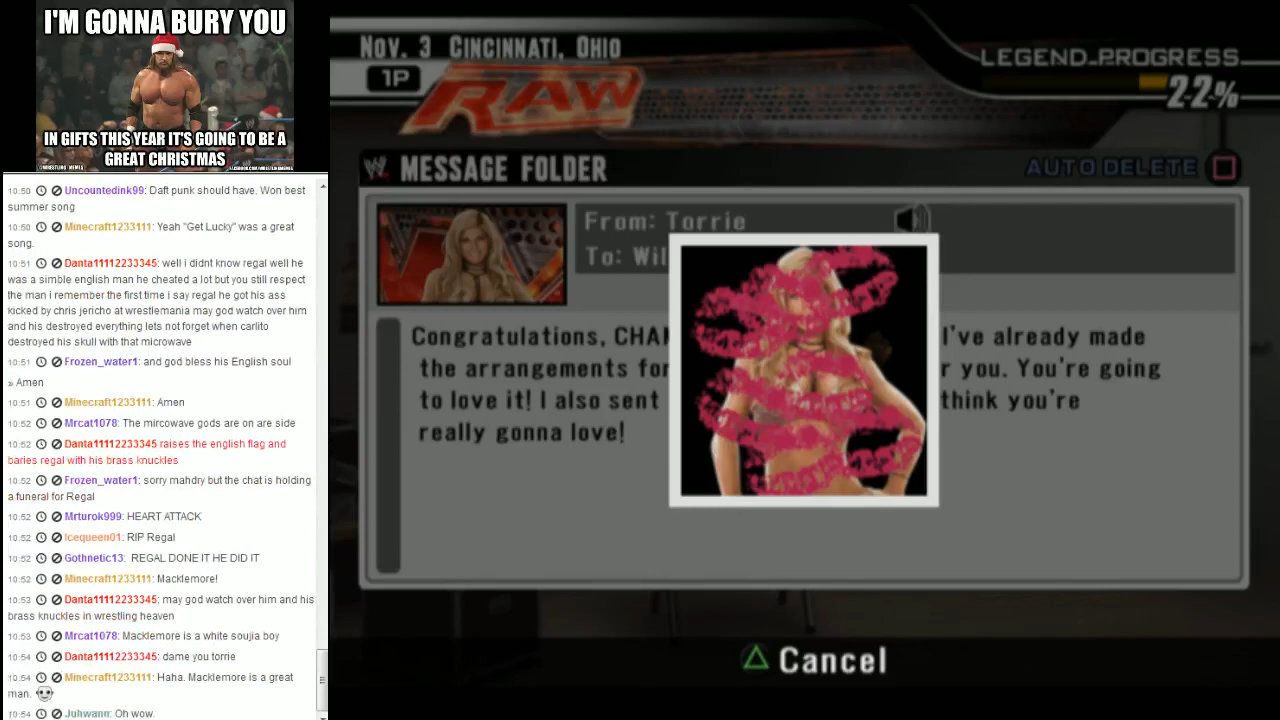 I'M GONNA BURY YOU
IN GIFTS THIS YEAR IT'S GOING TO BE A
GREAT CHRISTMAS
10:50 Uncountedink99: Daft punk should have. Won best
summer song
10:50 Minecraft1233111: Yeah "Get Lucky" was a great
song.
10:51 Danta11112233345: well i didnt know regal well he
was a simble english man he cheated a lot but you still respect
the man i remember the first time i say regal he got his ass
kicked by chris jericho at wrestlemania may god watch over him
and his destroyed everything lets not forget when carlito
destroyed his skull with that microwave
10:51 Frozen_water1: and god bless his English soul
» Amen
10:51 Minecraft1233111: Amen
10:52 Mrcat1078: The mircowave gods are on are side
10:52 Danta11112233345 raises the english flag and
baries regal with his brass knuckles
10:52 Frozen_water1: sorry mahdry but the chat is holding
a funeral for Regal
10:52 Mrturok999: HEART ATTACK
10:52 Icequeen01: RIP Regal
10:52 Gothnetic13: REGAL DONE IT HE DID IT
10:52 Minecraft1233111: Macklemore!
10:53 Danta11112233345: may god watch over him and his
brass knuckles in wrestling heaven
10:53 Mrcat1078: Macklemore is a white soujia boy
10:54 Danta11112233345: dame you torrie
10:54 Minecraft1233111: Haha. Macklemore is a great
man.
10:54 Juhwann: Oh wow.
NOV. 3 CINCINNATI, OHIO
1P
RAW
LEGEND PROGRESS
22%
MESSAGE FOLDER
AUTO DELETE
From: Torrie
To: Wil
Congratulations, CHA I've already made
the arrangements for you. You're going
to love it! I also sent think you're
really gonna love!
Cancel